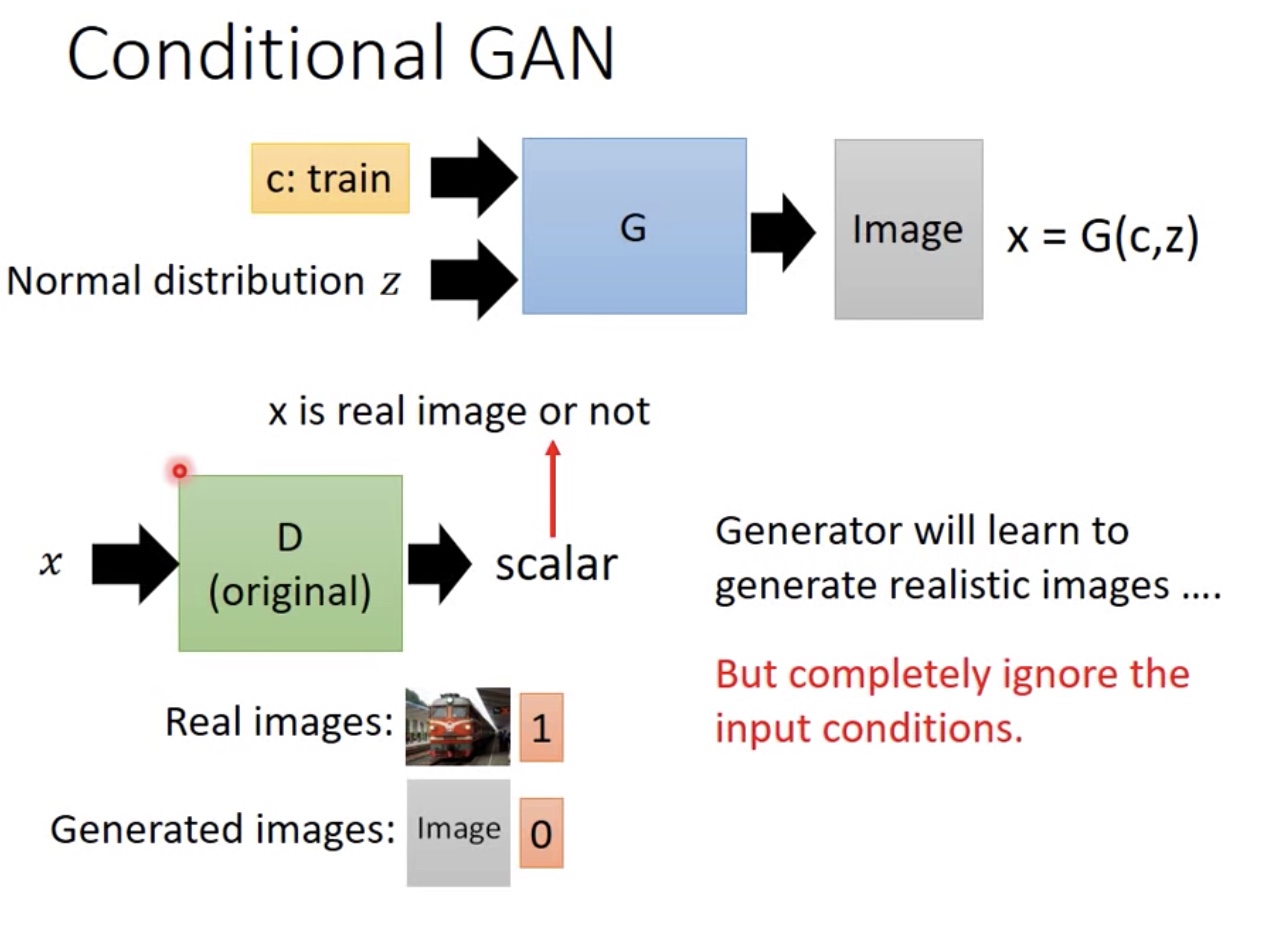 Conditional GAN
c: train
G
Image
x = G(c,z)
Normal distribution z
x is real image or not
x
D
(original)
scalar
Generator will learn to
generate realistic images ....
But completely ignore the
input conditions.
Real images:
1
Generated images:
Image
0